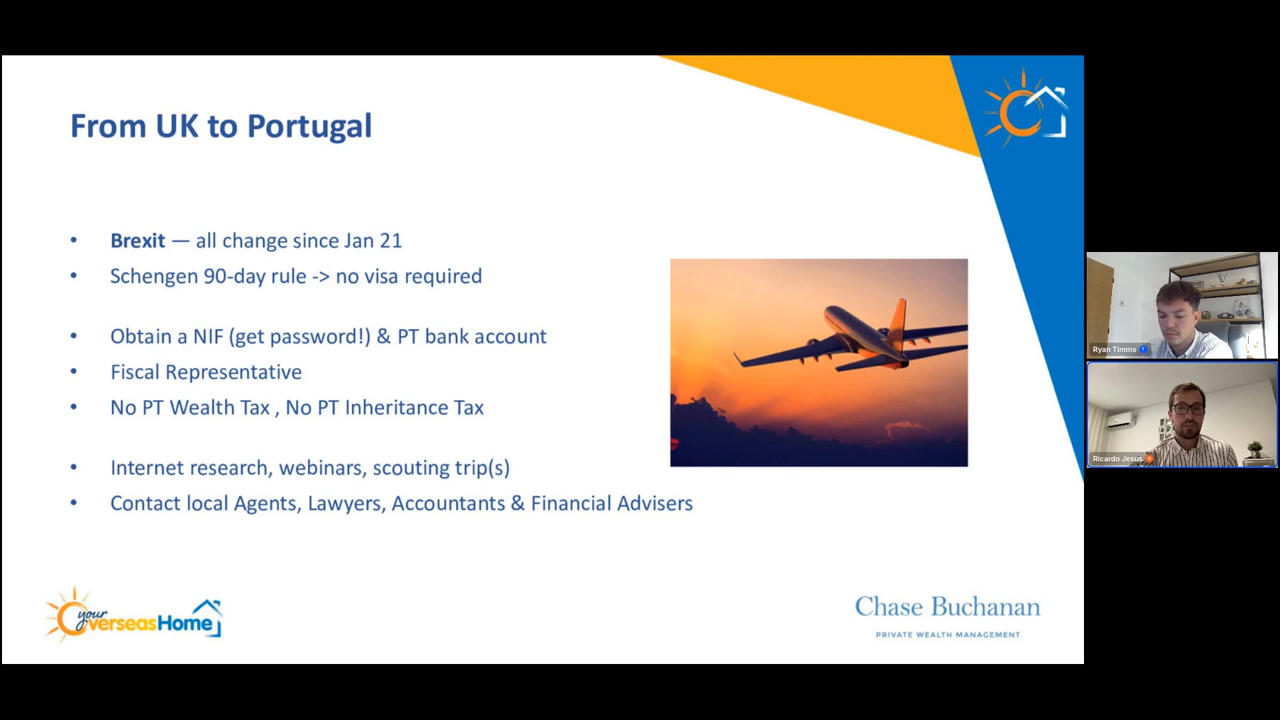 From UK to Portugal
• Brexit — all change since Jan 21
• Schengen 90-day rule -> no visa required
• Obtain a NIF (get password!) & PT bank account
• Fiscal Representative
• No PT Wealth Tax , No PT Inheritance Tax
• Internet research, webinars, scouting trip(s)
• Contact local Agents, Lawyers, Accountants & Financial Advisers
your
OverseasHome
Chase Buchanan
PRIVATE WEALTH MANAGEMENT
Ryan Timms
Ricardo Jesus